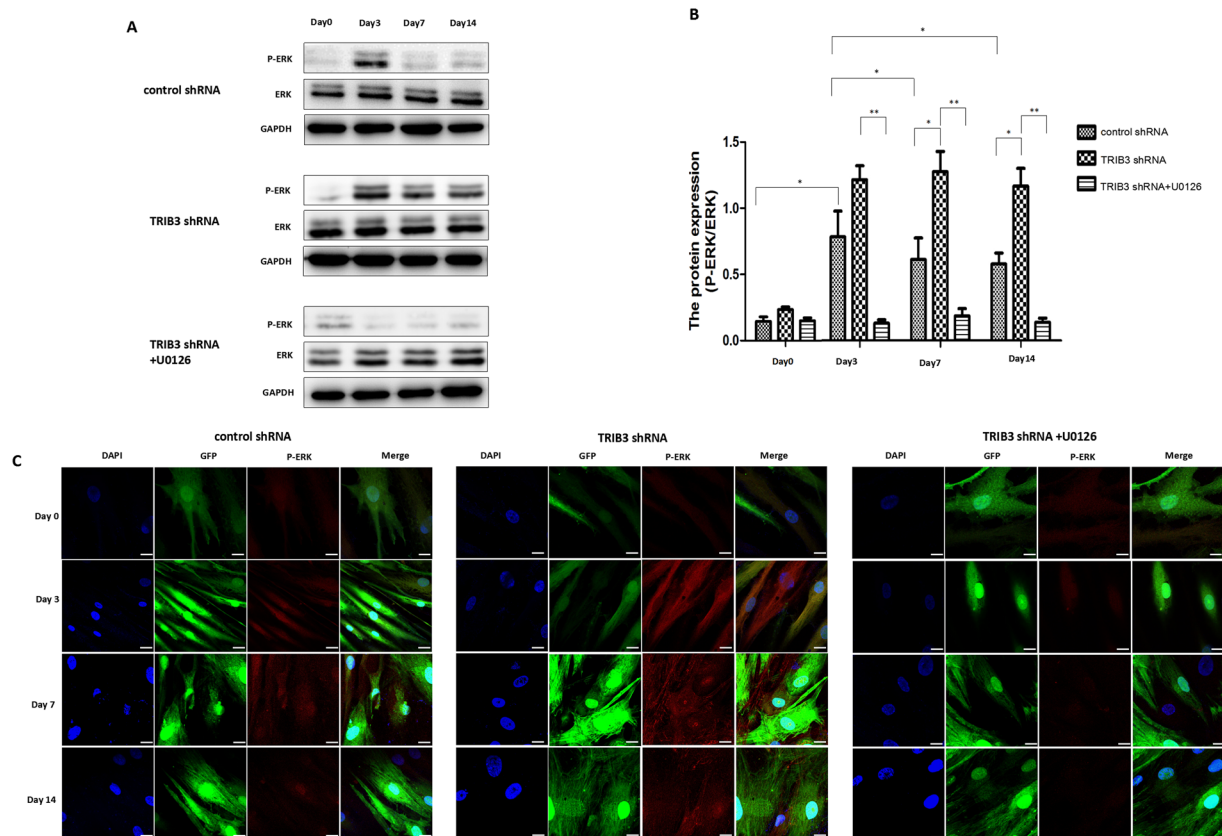 A
Day0 Day3 Day7 Day14
control shRNA
P-ERK
ERK
GAPDH
TRIB3 shRNA
P-ERK
ERK
GAPDH
TRIB3 shRNA
+U0126
P-ERK
ERK
GAPDH
B
*
*
*
**
*
**
*
**
The protein expression
(P-ERK/ERK)
1.5
1.0
0.5
0.0
Day0 Day3 Day7 Day14
control shRNA
TRIB3 shRNA
TRIB3 shRNA+U0126
C
control shRNA TRIB3 shRNA TRIB3 shRNA +U0126
DAPI GFP P-ERK Merge DAPI GFP P-ERK Merge DAPI GFP P-ERK Merge
Day 0
Day 3
Day 7
Day 14